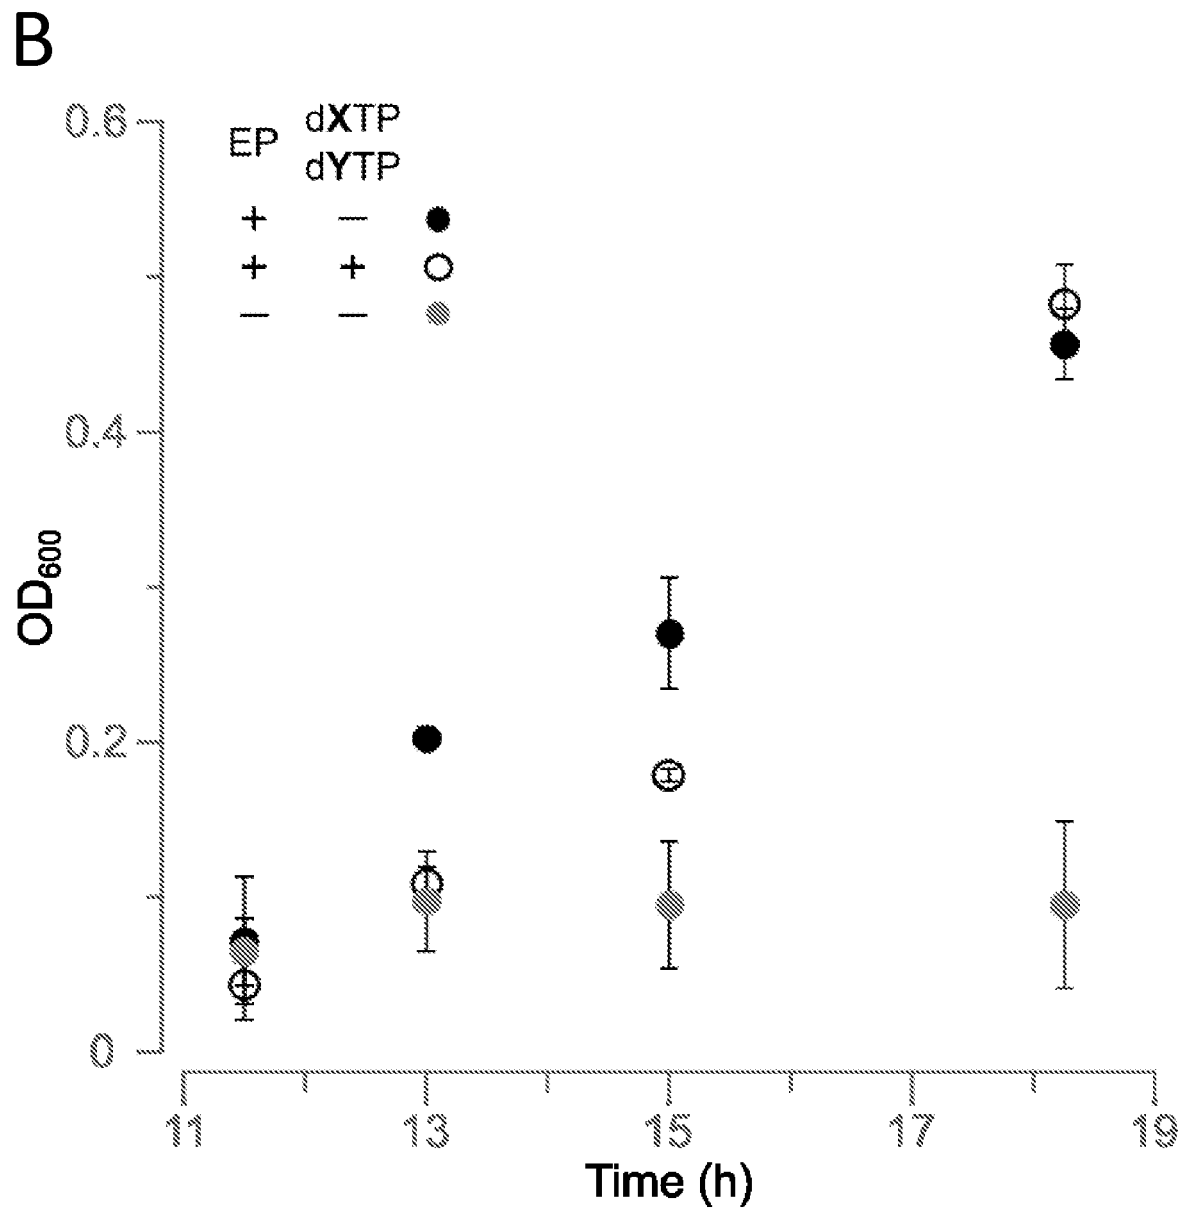 B
0.6
0.4
0.2
0
OD600
EP
dXTP
dYTP
+ –
+ +
– –
11 13 15 17 19
Time (h)